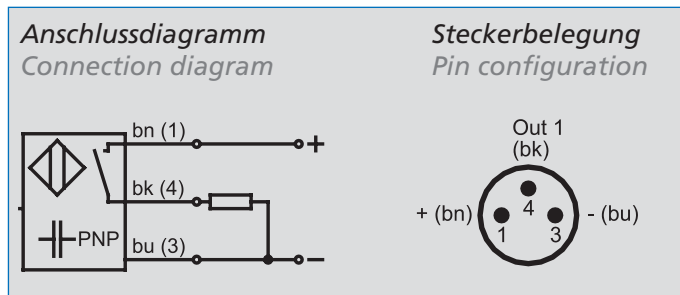 Anschlussdiagramm
Connection diagram
bn (1)
+
bk (4)
PNP
bu (3)
–
Steckerbelegung
Pin configuration
Out 1
(bk)
+ (bn)
- (bu)
4
1
3